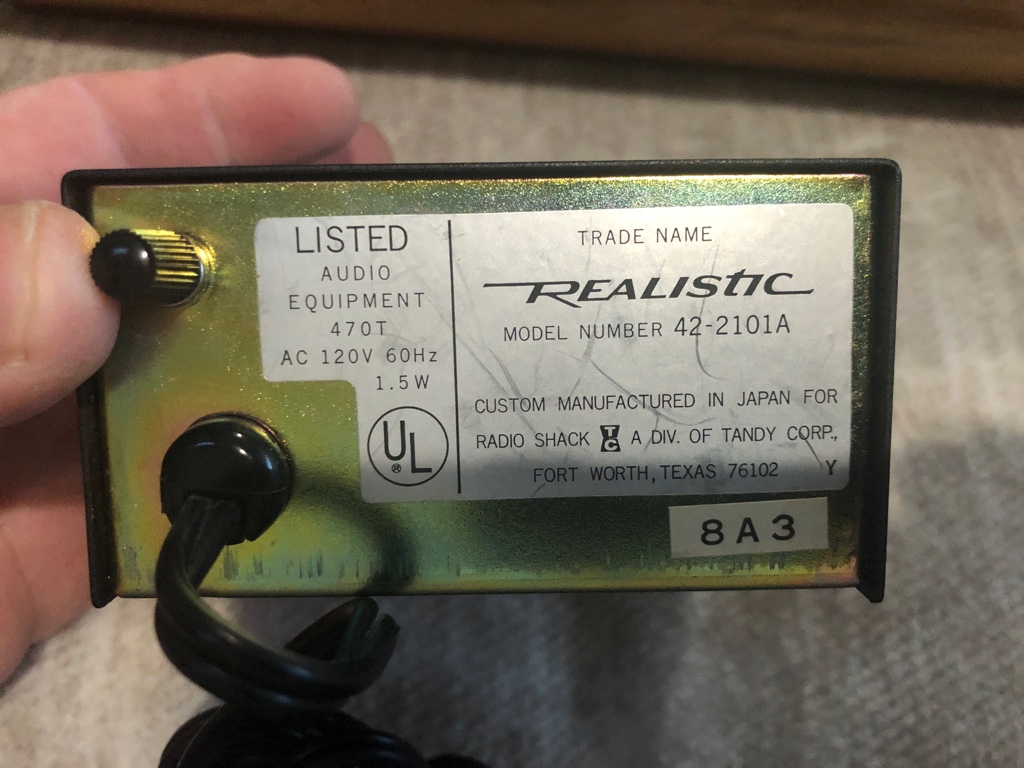 LISTED
AUDIO
EQUIPMENT
470T
AC 120V 60Hz
1.5W
UL
®
TRADE NAME
REALISTIC
MODEL NUMBER 42-2101A
CUSTOM MANUFACTURED IN JAPAN FOR
RADIO SHACK TC A DIV. OF TANDY CORP.,
FORT WORTH, TEXAS 76102 Y
8A3